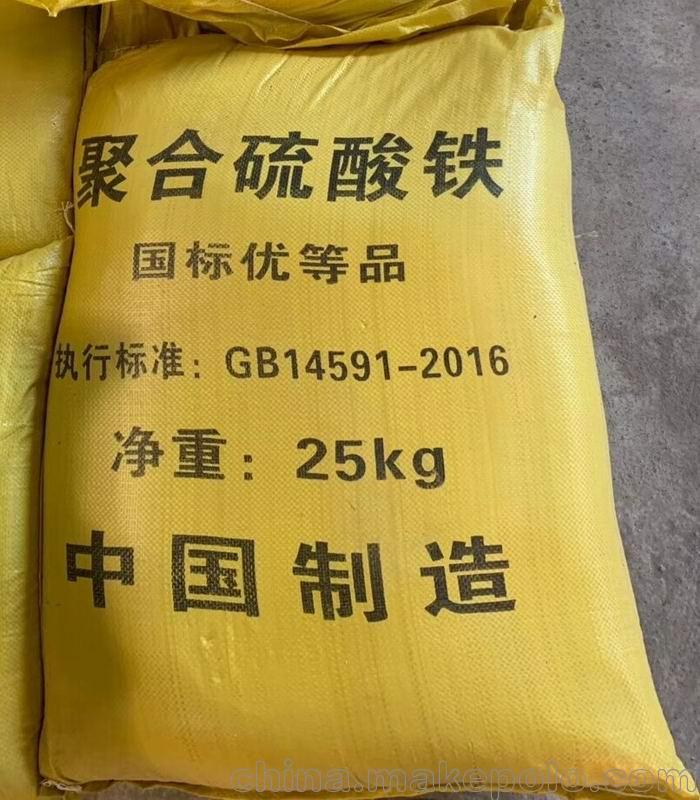 聚合硫酸铁
国标优等品
执行标准：GB14591-2016
净重：25kg
中国制造
china.makepolo.com